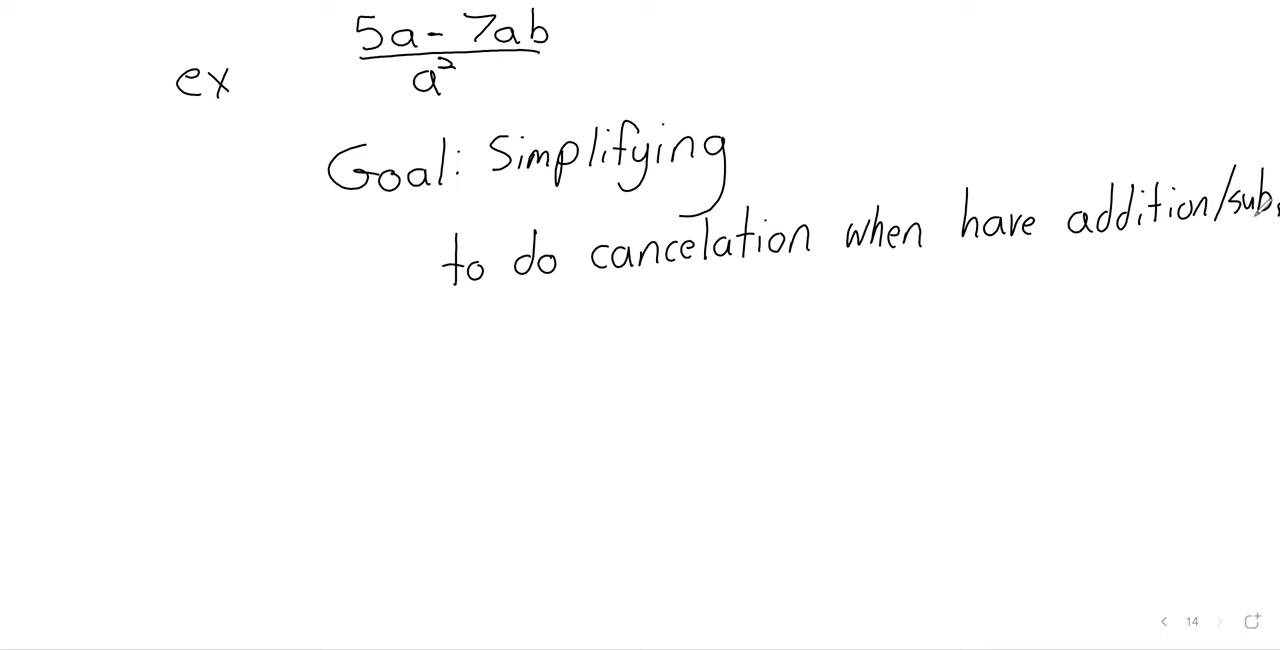 ex 5a - 7ab / a²
Goal: Simplifying
to do cancelation when have addition/sub.
14